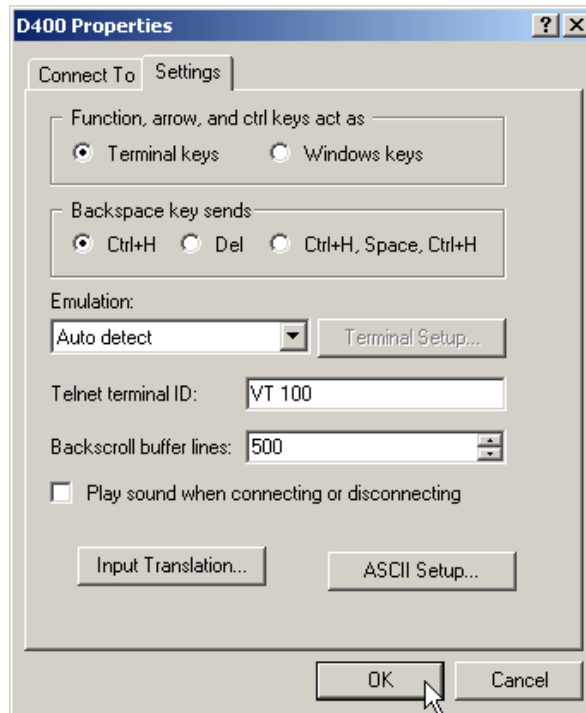 D400 Properties
Connect To Settings
Function, arrow, and ctrl keys act as
Terminal keys Windows keys
Backspace key sends
Ctrl+H Del Ctrl+H, Space, Ctrl+H
Emulation:
Auto detect Terminal Setup...
Telnet terminal ID: VT 100
Backscroll buffer lines: 500
Play sound when connecting or disconnecting
Input Translation... ASCII Setup...
OK Cancel